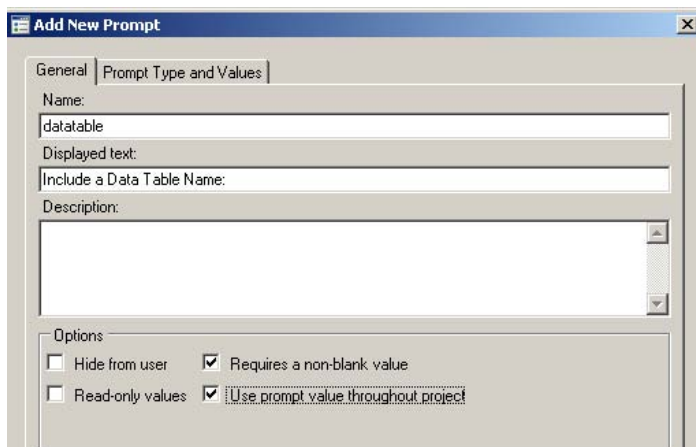 Add New Prompt
General Prompt Type and Values
Name:
datatable
Displayed text:
Include a Data Table Name:
Description:
Options
Hide from user Requires a non-blank value
Read-only values Use prompt value throughout project